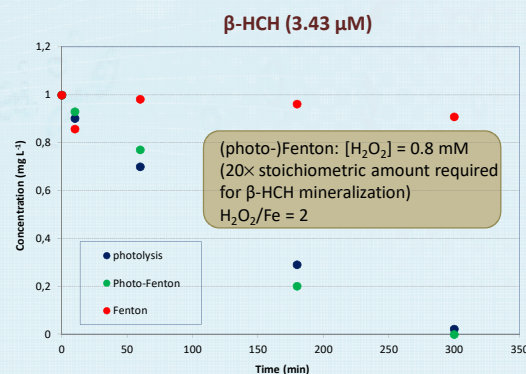 β-HCH (3.43 µM)
1,2
1
0,8
0,6
0,4
0,2
0
Concentration (mg L⁻¹)
(photo-)Fenton: [H₂O₂] = 0.8 mM
(20× stoichiometric amount required
for β-HCH mineralization)
H₂O₂/Fe = 2
photolysis
Photo-Fenton
Fenton
0 50 100 150 200 250 300 350
Time (min)